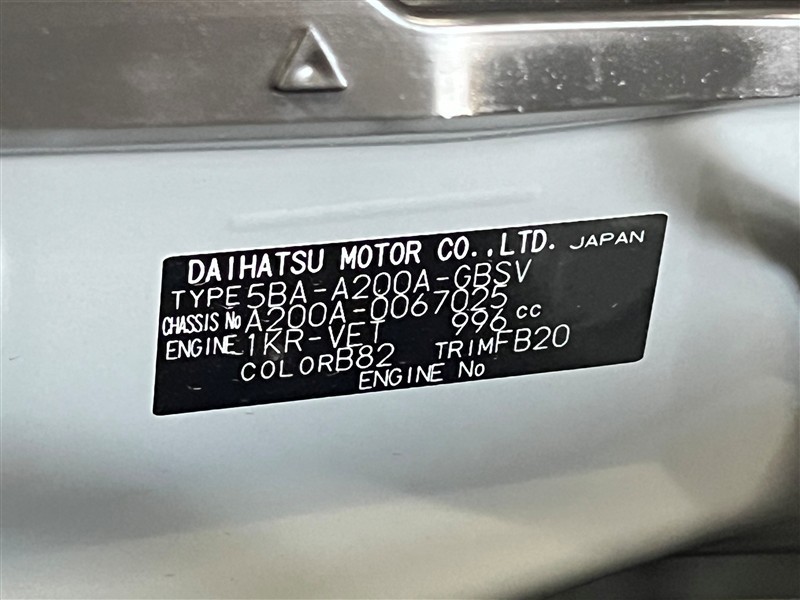 DAIHATSU MOTOR CO.,LTD. JAPAN
TYPE 5BA-A200A-GBSV
CHASSIS No A200A-0067025
ENGINE 1KR-VET 996 cc
COLOR B82 TRIM FB20
ENGINE No